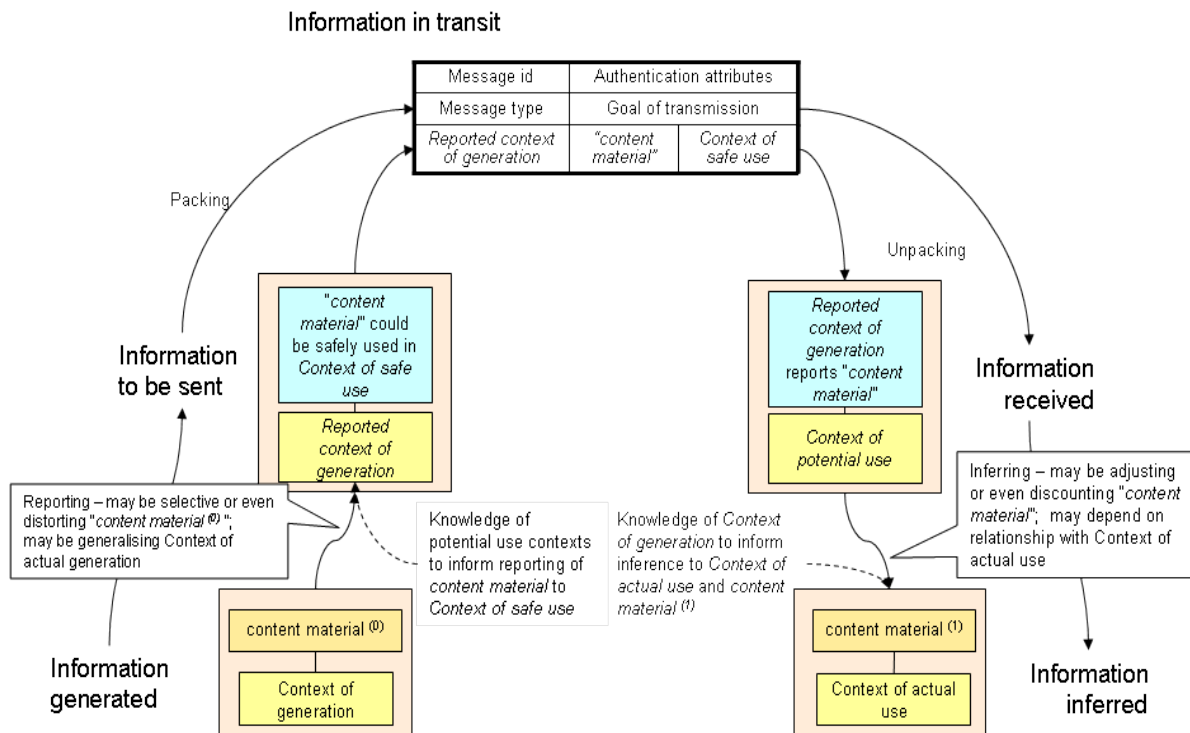 Information in transit
Message id
Authentication attributes
Message type
Goal of transmission
Reported context
of generation
"content
material"
Context of
safe use
Packing
Unpacking
"content
material" could
be safely used in
Context of safe
use
Reported
context of
generation
Reported
context of
generation
reports "content
material"
Context of
potential use
Information
to be sent
Information
received
Reporting – may be selective or even
distorting "content material (0) ";
may be generalising Context of
actual generation
Knowledge of
potential use contexts
to inform reporting of
content material to
Context of safe use
Knowledge of Context
of generation to inform
inference to Context of
actual use and content
material (1)
Inferring – may be adjusting
or even discounting "content
material"; may depend on
relationship with Context of
actual use
Information
generated
content material (0)
Context of
generation
content material (1)
Context of actual
use
Information
inferred